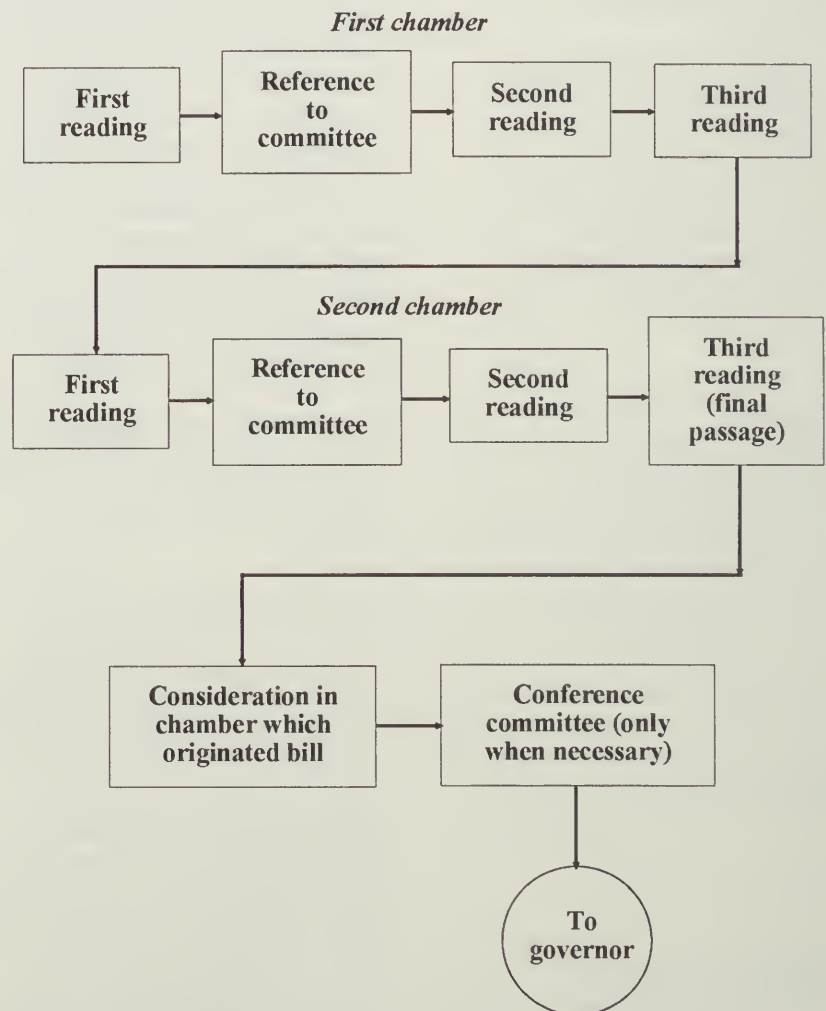 First chamber
First
reading
Reference
to
committee
Second
reading
Third
reading
Second chamber
First
reading
Reference
to
committee
Second
reading
Third
reading
(final
passage)
Consideration in
chamber which
originated bill
Conference
committee (only
when necessary)
To
governor